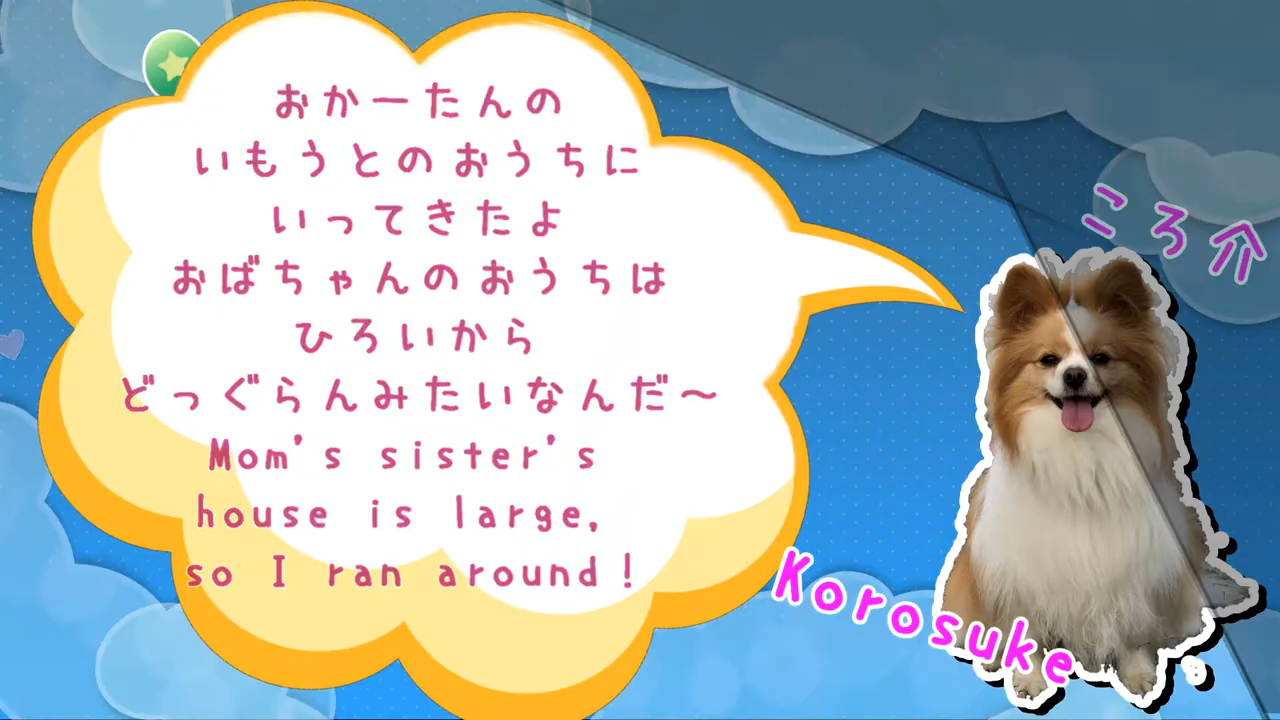 おかーたんの
いもうとのおうちに
いってきたよ
おばちゃんのおうちは
ひろいから
どっぐらんみたいなんだ～
Mom's sister's
house is large,
so I ran around！
ころ介
Korosuke